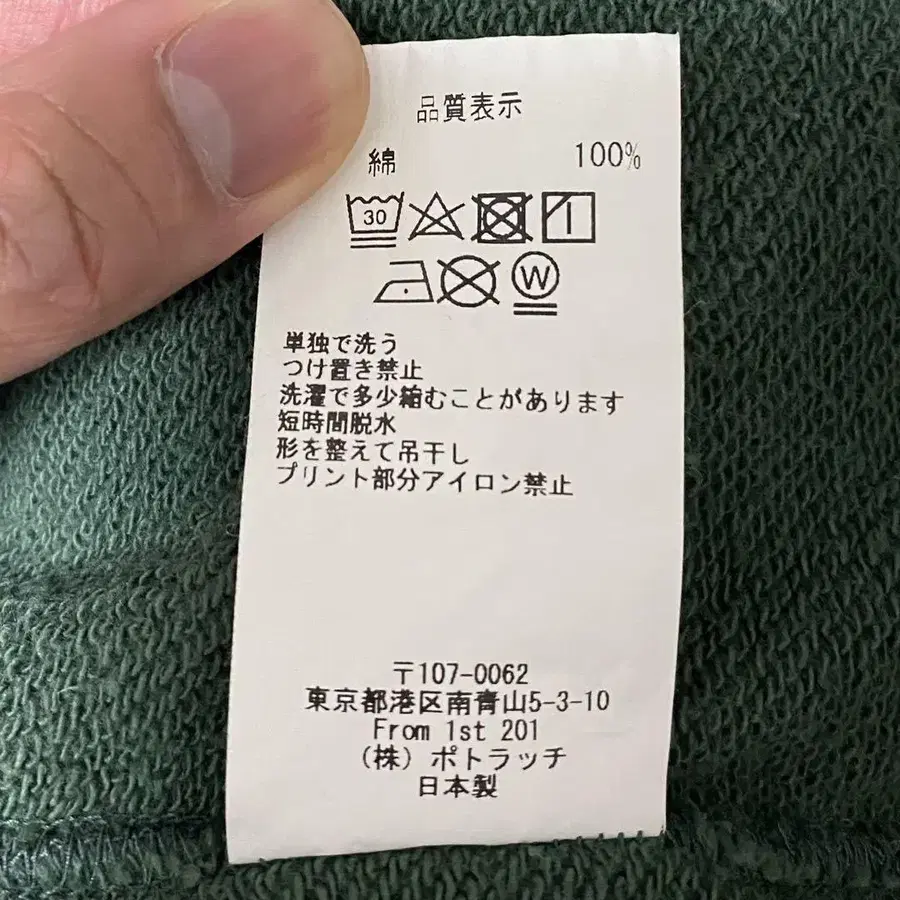 品質表示
綿 100%
30
W
単独で洗う
つけ置き禁止
洗濯で多少縮むことがあります
短時間脱水
形を整えて吊干し
プリント部分アイロン禁止
〒107-0062
東京都港区南青山5-3-10
From 1st 201
(株) ポトラッチ
日本製